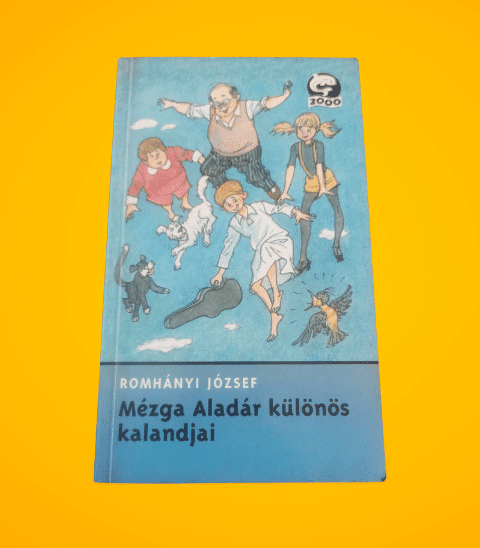 2000
ROMHÁNYI JÓZSEF
Mézga Aladár különös
kalandjai